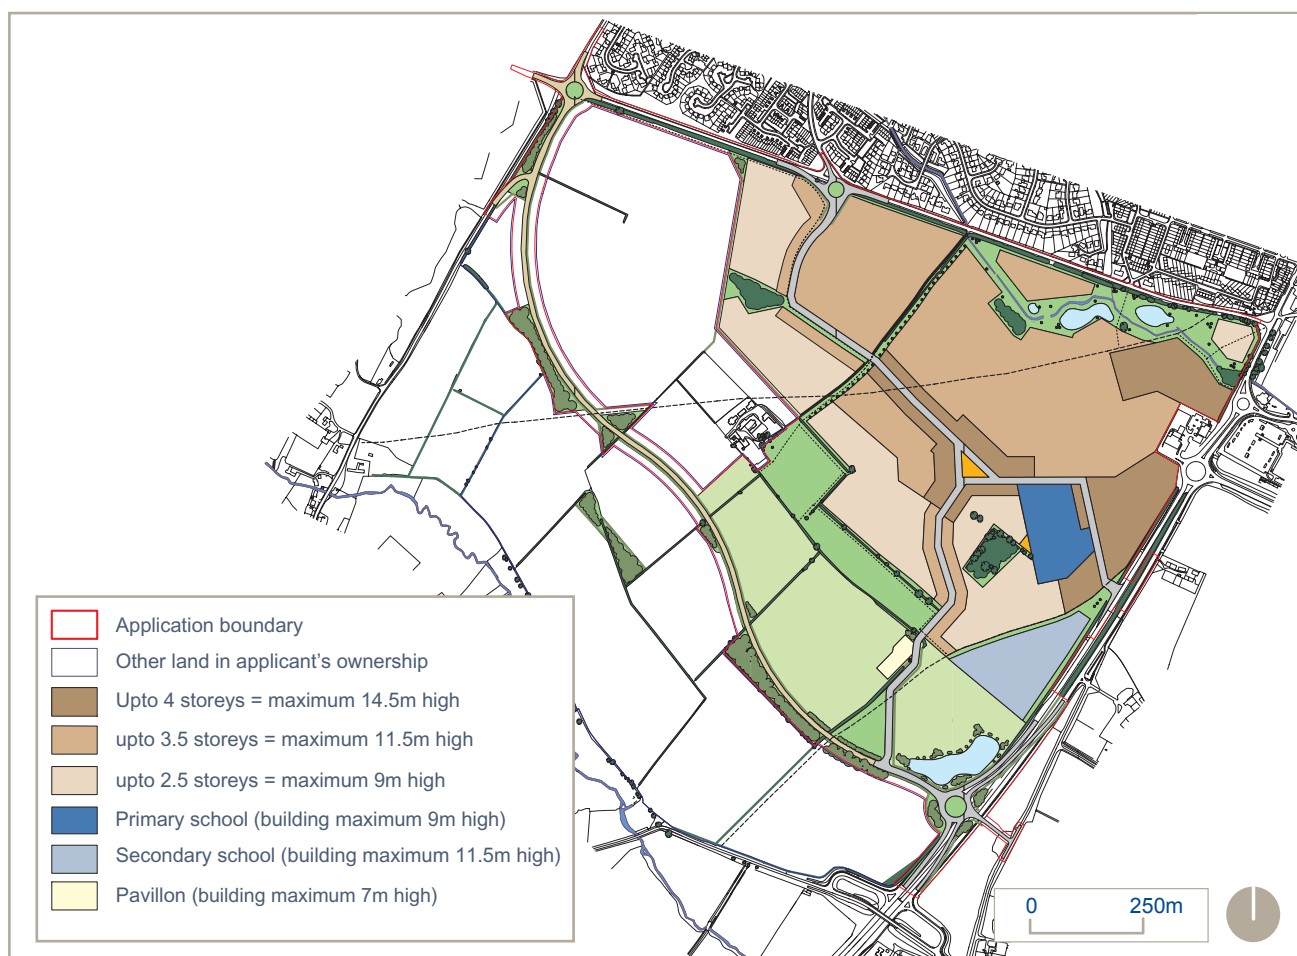 Application boundary
Other land in applicant's ownership
Upto 4 storeys = maximum 14.5m high
upto 3.5 storeys = maximum 11.5m high
upto 2.5 storeys = maximum 9m high
Primary school (building maximum 9m high)
Secondary school (building maximum 11.5m high)
Pavillon (building maximum 7m high)
0 250m